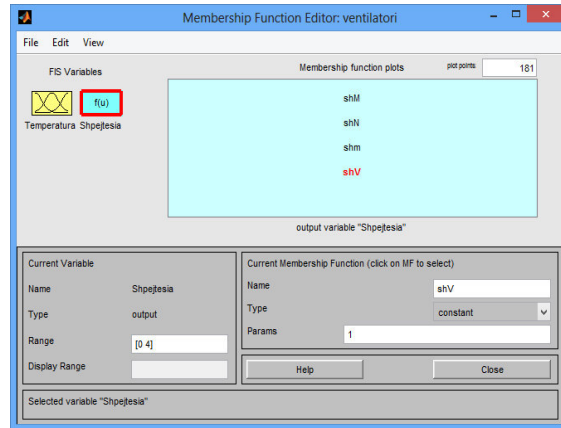 Membership Function Editor: ventilatori
File Edit View
FIS Variables
f(u)
Temperatura Shpejtesia
Membership function plots
plot points:
181
shM
shN
shm
shV
output variable "Shpejtesia"
Current Variable
Name Shpejtesia
Type output
Range [0 4]
Display Range
Current Membership Function (click on MF to select)
Name shV
Type constant
Params 1
Help Close
Selected variable "Shpejtesia"